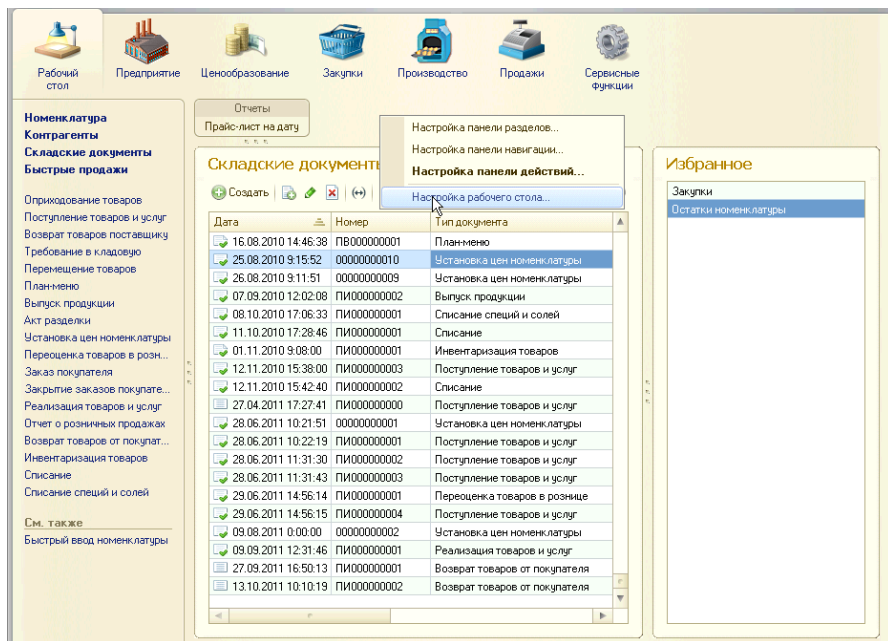 Рабочий стол
Предприятие
Ценообразование
Закупки
Производство
Продажи
Сервисные функции
Номенклатура
Контрагенты
Складские документы
Быстрые продажи
Оприходование товаров
Поступление товаров и услуг
Возврат товаров поставщику
Требование в кладовую
Перемещение товаров
План-меню
Выпуск продукции
Акт разделки
Установка цен номенклатуры
Переоценка товаров в розн...
Заказ покупателя
Закрытие заказов покупате...
Реализация товаров и услуг
Отчет о розничных продажах
Возврат товаров от покупат...
Инвентаризация товаров
Списание
Списание специй и солей
См. также
Быстрый ввод номенклатуры
Отчеты
Прайс-лист на дату
Настройка панели разделов...
Настройка панели навигации...
Настройка панели действий...
Настройка рабочего стола...
Складские документы
Создать
Дата Номер Тип документа
16.08.2010 14:46:38 ПВ000000001 План-меню
25.08.2010 9:15:52 00000000010 Установка цен номенклатуры
26.08.2010 9:11:51 00000000009 Установка цен номенклатуры
07.09.2010 12:02:08 ПИ000000002 Выпуск продукции
08.10.2010 17:06:33 ПИ000000001 Списание специй и солей
11.10.2010 17:28:46 ПИ000000001 Списание
01.11.2010 9:08:00 ПИ000000001 Инвентаризация товаров
12.11.2010 15:38:00 ПИ000000003 Поступление товаров и услуг
12.11.2010 15:42:40 ПИ000000002 Списание
27.04.2011 17:27:41 ПИ000000000 Поступление товаров и услуг
28.06.2011 10:21:51 00000000001 Установка цен номенклатуры
28.06.2011 10:22:19 ПИ000000001 Поступление товаров и услуг
28.06.2011 11:31:30 ПИ000000002 Поступление товаров и услуг
28.06.2011 11:31:43 ПИ000000003 Поступление товаров и услуг
29.06.2011 14:56:14 ПИ000000001 Переоценка товаров в рознице
29.06.2011 14:56:15 ПИ000000004 Поступление товаров и услуг
09.08.2011 0:00:00 00000000002 Установка цен номенклатуры
09.09.2011 12:31:46 ПИ000000001 Реализация товаров и услуг
27.09.2011 16:50:13 ПИ000000001 Возврат товаров от покупателя
13.10.2011 10:10:19 ПИ000000002 Возврат товаров от покупателя
Избранное
Закупки
Остатки номенклатуры